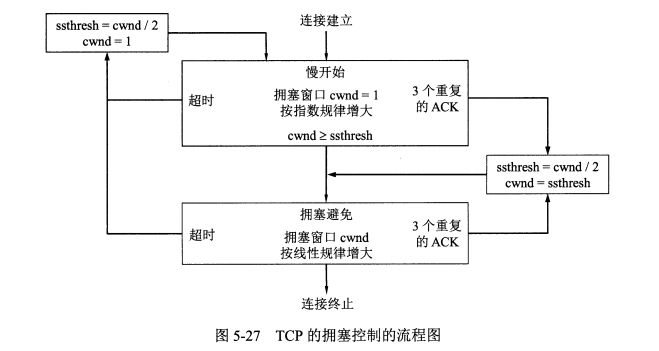 ssthresh = cwnd / 2
cwnd = 1
连接建立
慢开始
超时
拥塞窗口 cwnd = 1
按指数规律增大
3 个重复
的 ACK
cwnd ≥ ssthresh
ssthresh = cwnd / 2
cwnd = ssthresh
拥塞避免
超时
拥塞窗口 cwnd
按线性规律增大
3 个重复
的 ACK
连接终止
图 5-27 TCP 的拥塞控制的流程图